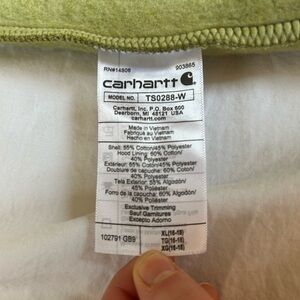 RN#14806 903865
carhartt
MODEL NO. TS0288-W
Carhartt, Inc, P.O. Box 600
Dearborn, MI 48121 USA
carhartt.com
Made in Vietnam
Fabriqué au Vietnam
Hecho en Vietnam
Shell: 55% Cotton/45% Polyester
Hood Lining: 60% Cotton/
40% Polyester
Extérieur: 55% Coton/45% Polyester
Doublure de capuche: 60% Coton/
40% Polyester
Tela Exterior: 55% Algodón/
45% Poliéster
Forro de la capucha: 60% Algodón/
40% Poliéster
Exclusive Trimming
Sauf Garnitures
Excepto Adorno
102791 GB9
XL(16-18)
TG(16-18)
XG(16-18)